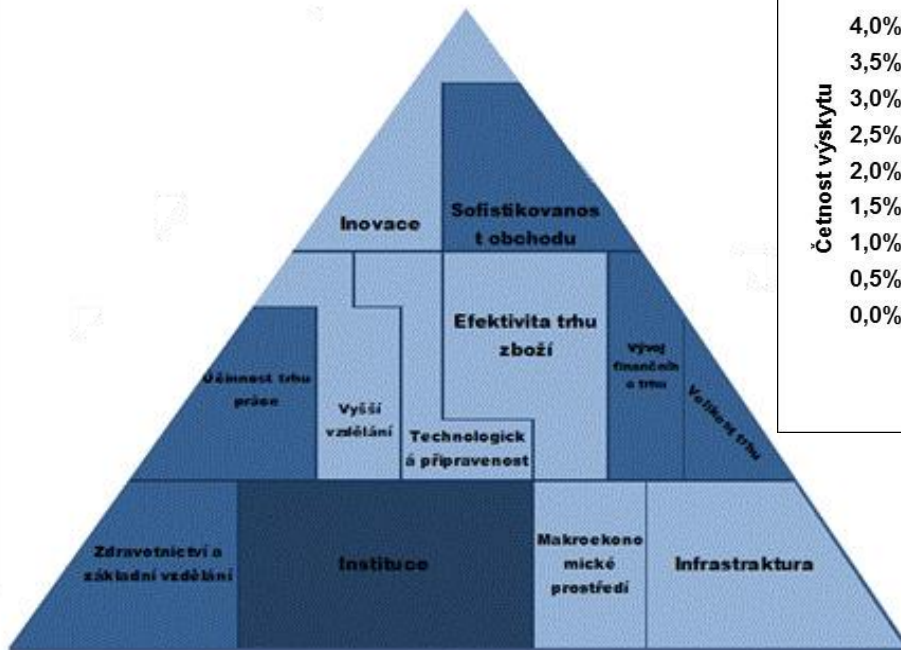 Inovace
Sofistikovanos
t obchodu
Účinnost trhu
práce
Vyšší
vzdělání
Technologick
á připravenost
Efektivita trhu
zboží
Vývoj
finančníh
o trhu
Velikost trhu
Zdravotnictví a
základní vzdělání
Instituce
Makroekono
mické
prostředí
Infrastraktura
Četnost výskytu
4,0%
3,5%
3,0%
2,5%
2,0%
1,5%
1,0%
0,5%
0,0%